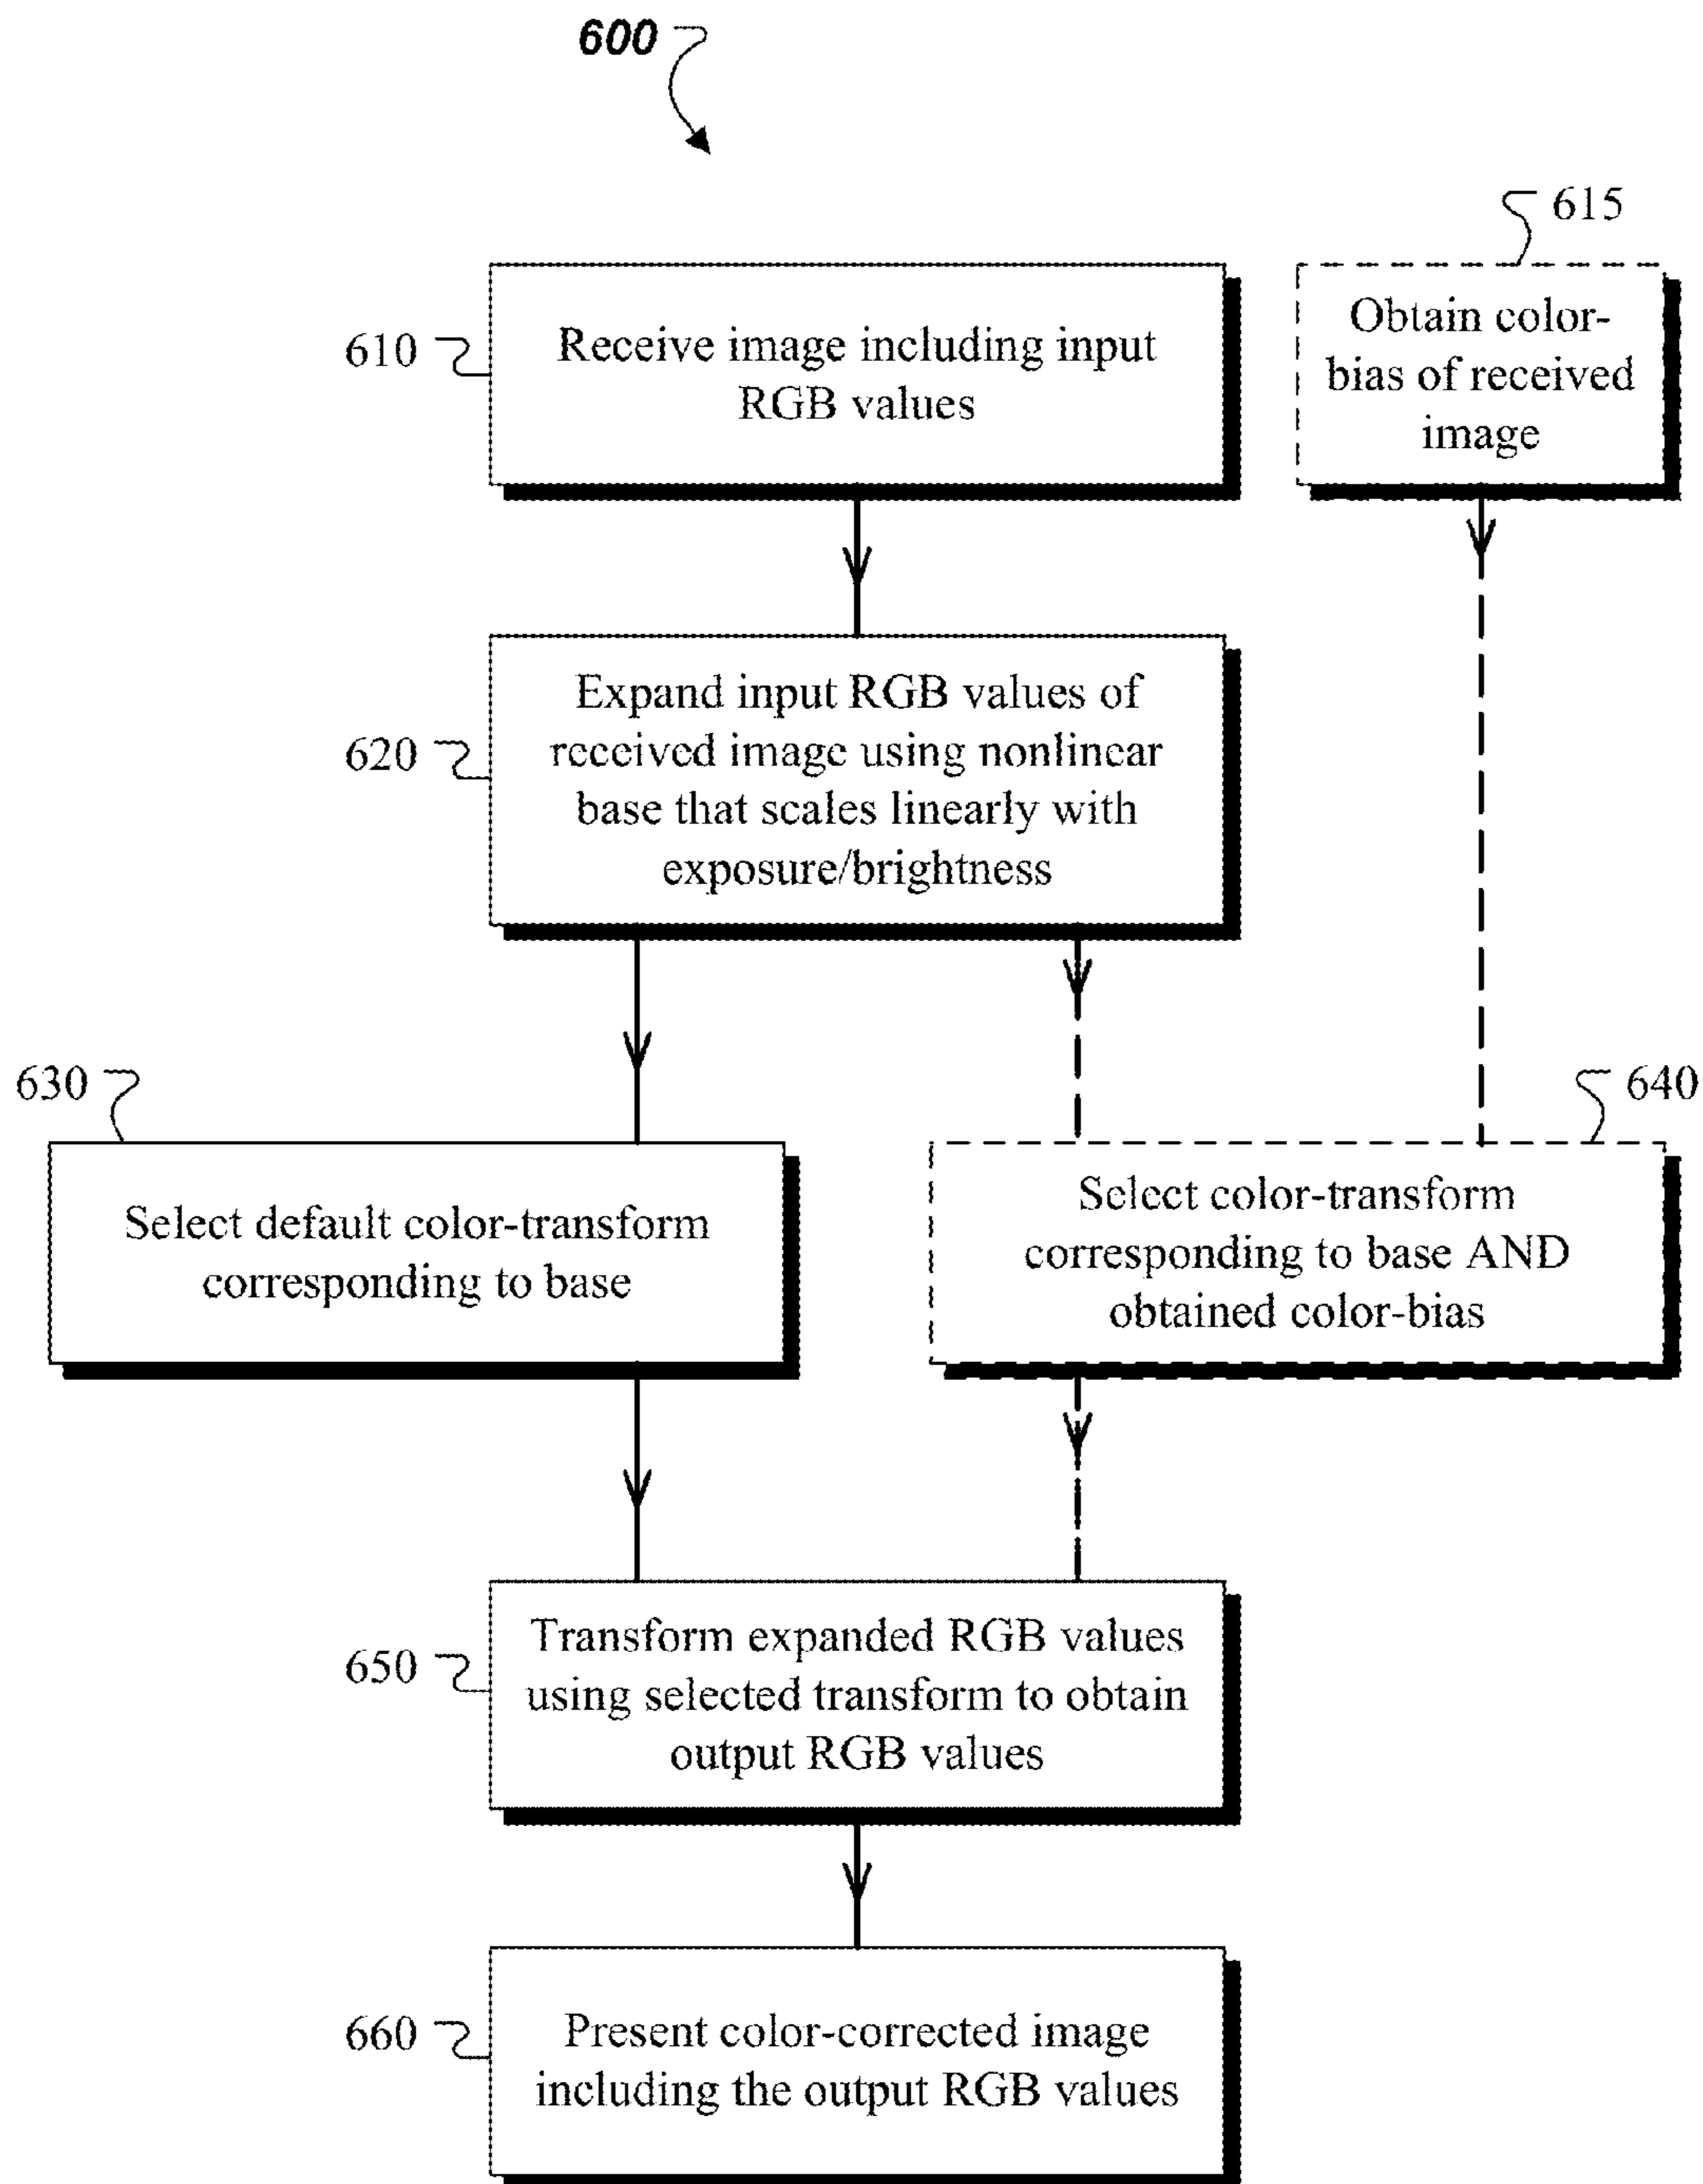 600
615
610
Receive image including input
RGB values
Obtain color-
bias of received
image
620
Expand input RGB values of
received image using nonlinear
base that scales linearly with
exposure/brightness
630
640
Select default color-transform
corresponding to base
Select color-transform
corresponding to base AND
obtained color-bias
650
Transform expanded RGB values
using selected transform to obtain
output RGB values
660
Present color-corrected image
including the output RGB values